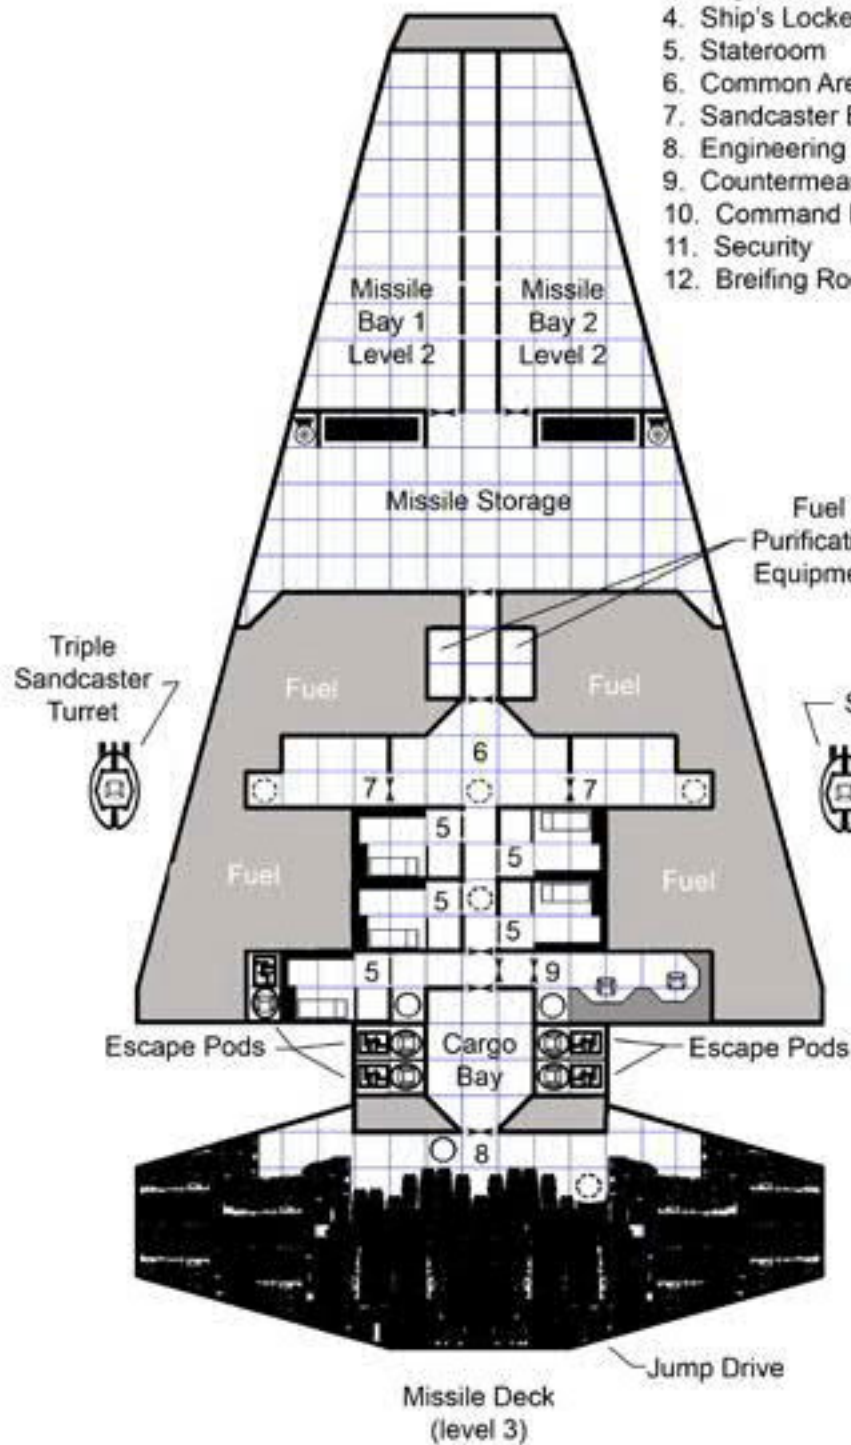 4. Ship's Locke
5. Stateroom
6. Common Are
7. Sandcaster B
8. Engineering
9. Countermea
10. Command
11. Security
12. Breifing Ro
Missile
Bay 1
Level 2
Missile
Bay 2
Level 2
Missile Storage
Fuel
Purificati
Equipme
Triple
Sandcaster
Turret
S
Fuel
Fuel
6
7
7
5
5
Fuel
Fuel
5
5
5
9
Escape Pods
Cargo
Bay
Escape Pods
8
Jump Drive
Missile Deck
(level 3)